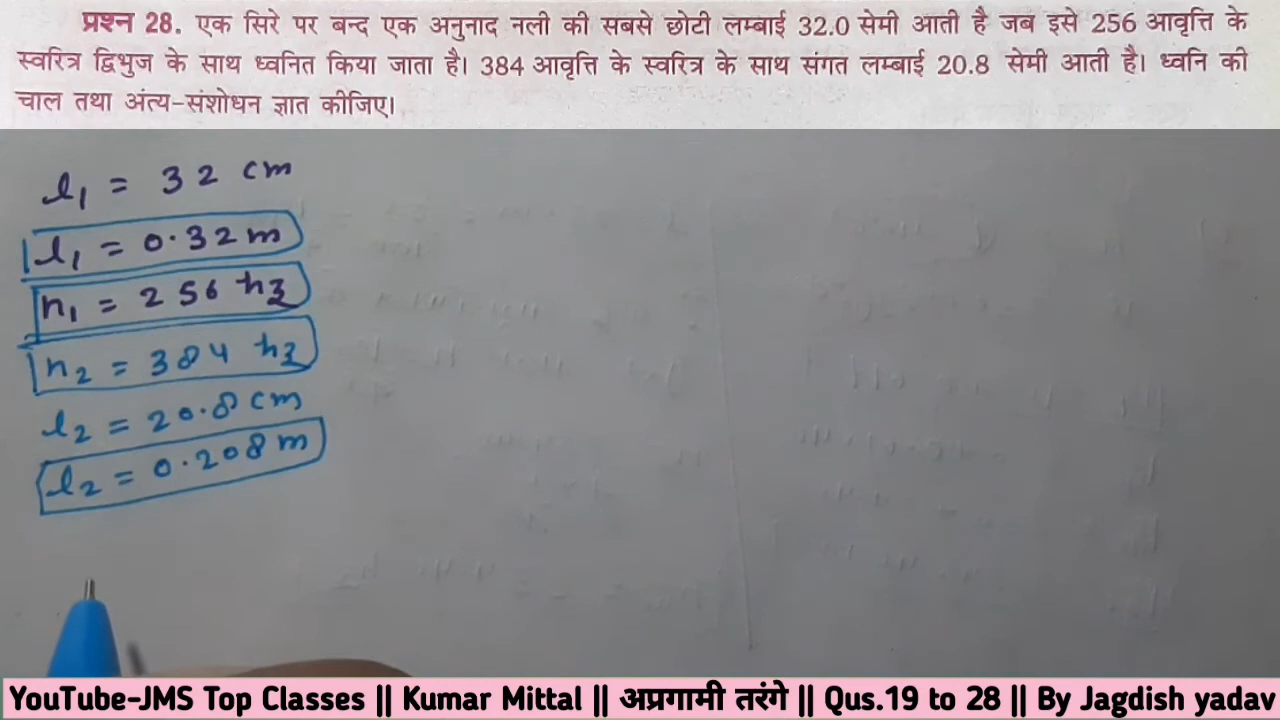 प्रश्न 28. एक सिरे पर बन्द एक अनुनाद नली की सबसे छोटी लम्बाई 32.0 सेमी आती है जब इसे 256 आवृत्ति के
स्वरित्र द्विभुज के साथ ध्वनित किया जाता है। 384 आवृत्ति के स्वरित्र के साथ संगत लम्बाई 20.8 सेमी आती है। ध्वनि की
चाल तथा अंत्य-संशोधन ज्ञात कीजिए।
l₁ = 32 cm
l₁ = 0.32 m
n₁ = 256 hz
n₂ = 384 hz
l₂ = 20.8 cm
l₂ = 0.208 m
YouTube-JMS Top Classes || Kumar Mittal || अप्रगामी तरंगे || Qus.19 to 28 || By Jagdish yadav